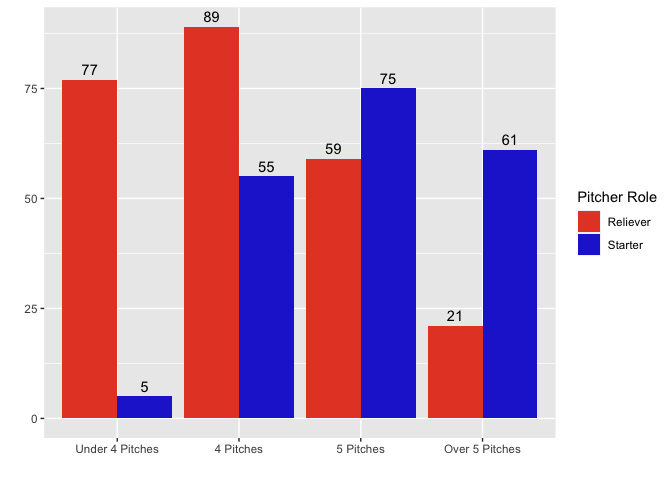 89
77
75
75
59
61
55
50
25
21
5
0
Under 4 Pitches
4 Pitches
5 Pitches
Over 5 Pitches
Pitcher Role
Reliever
Starter